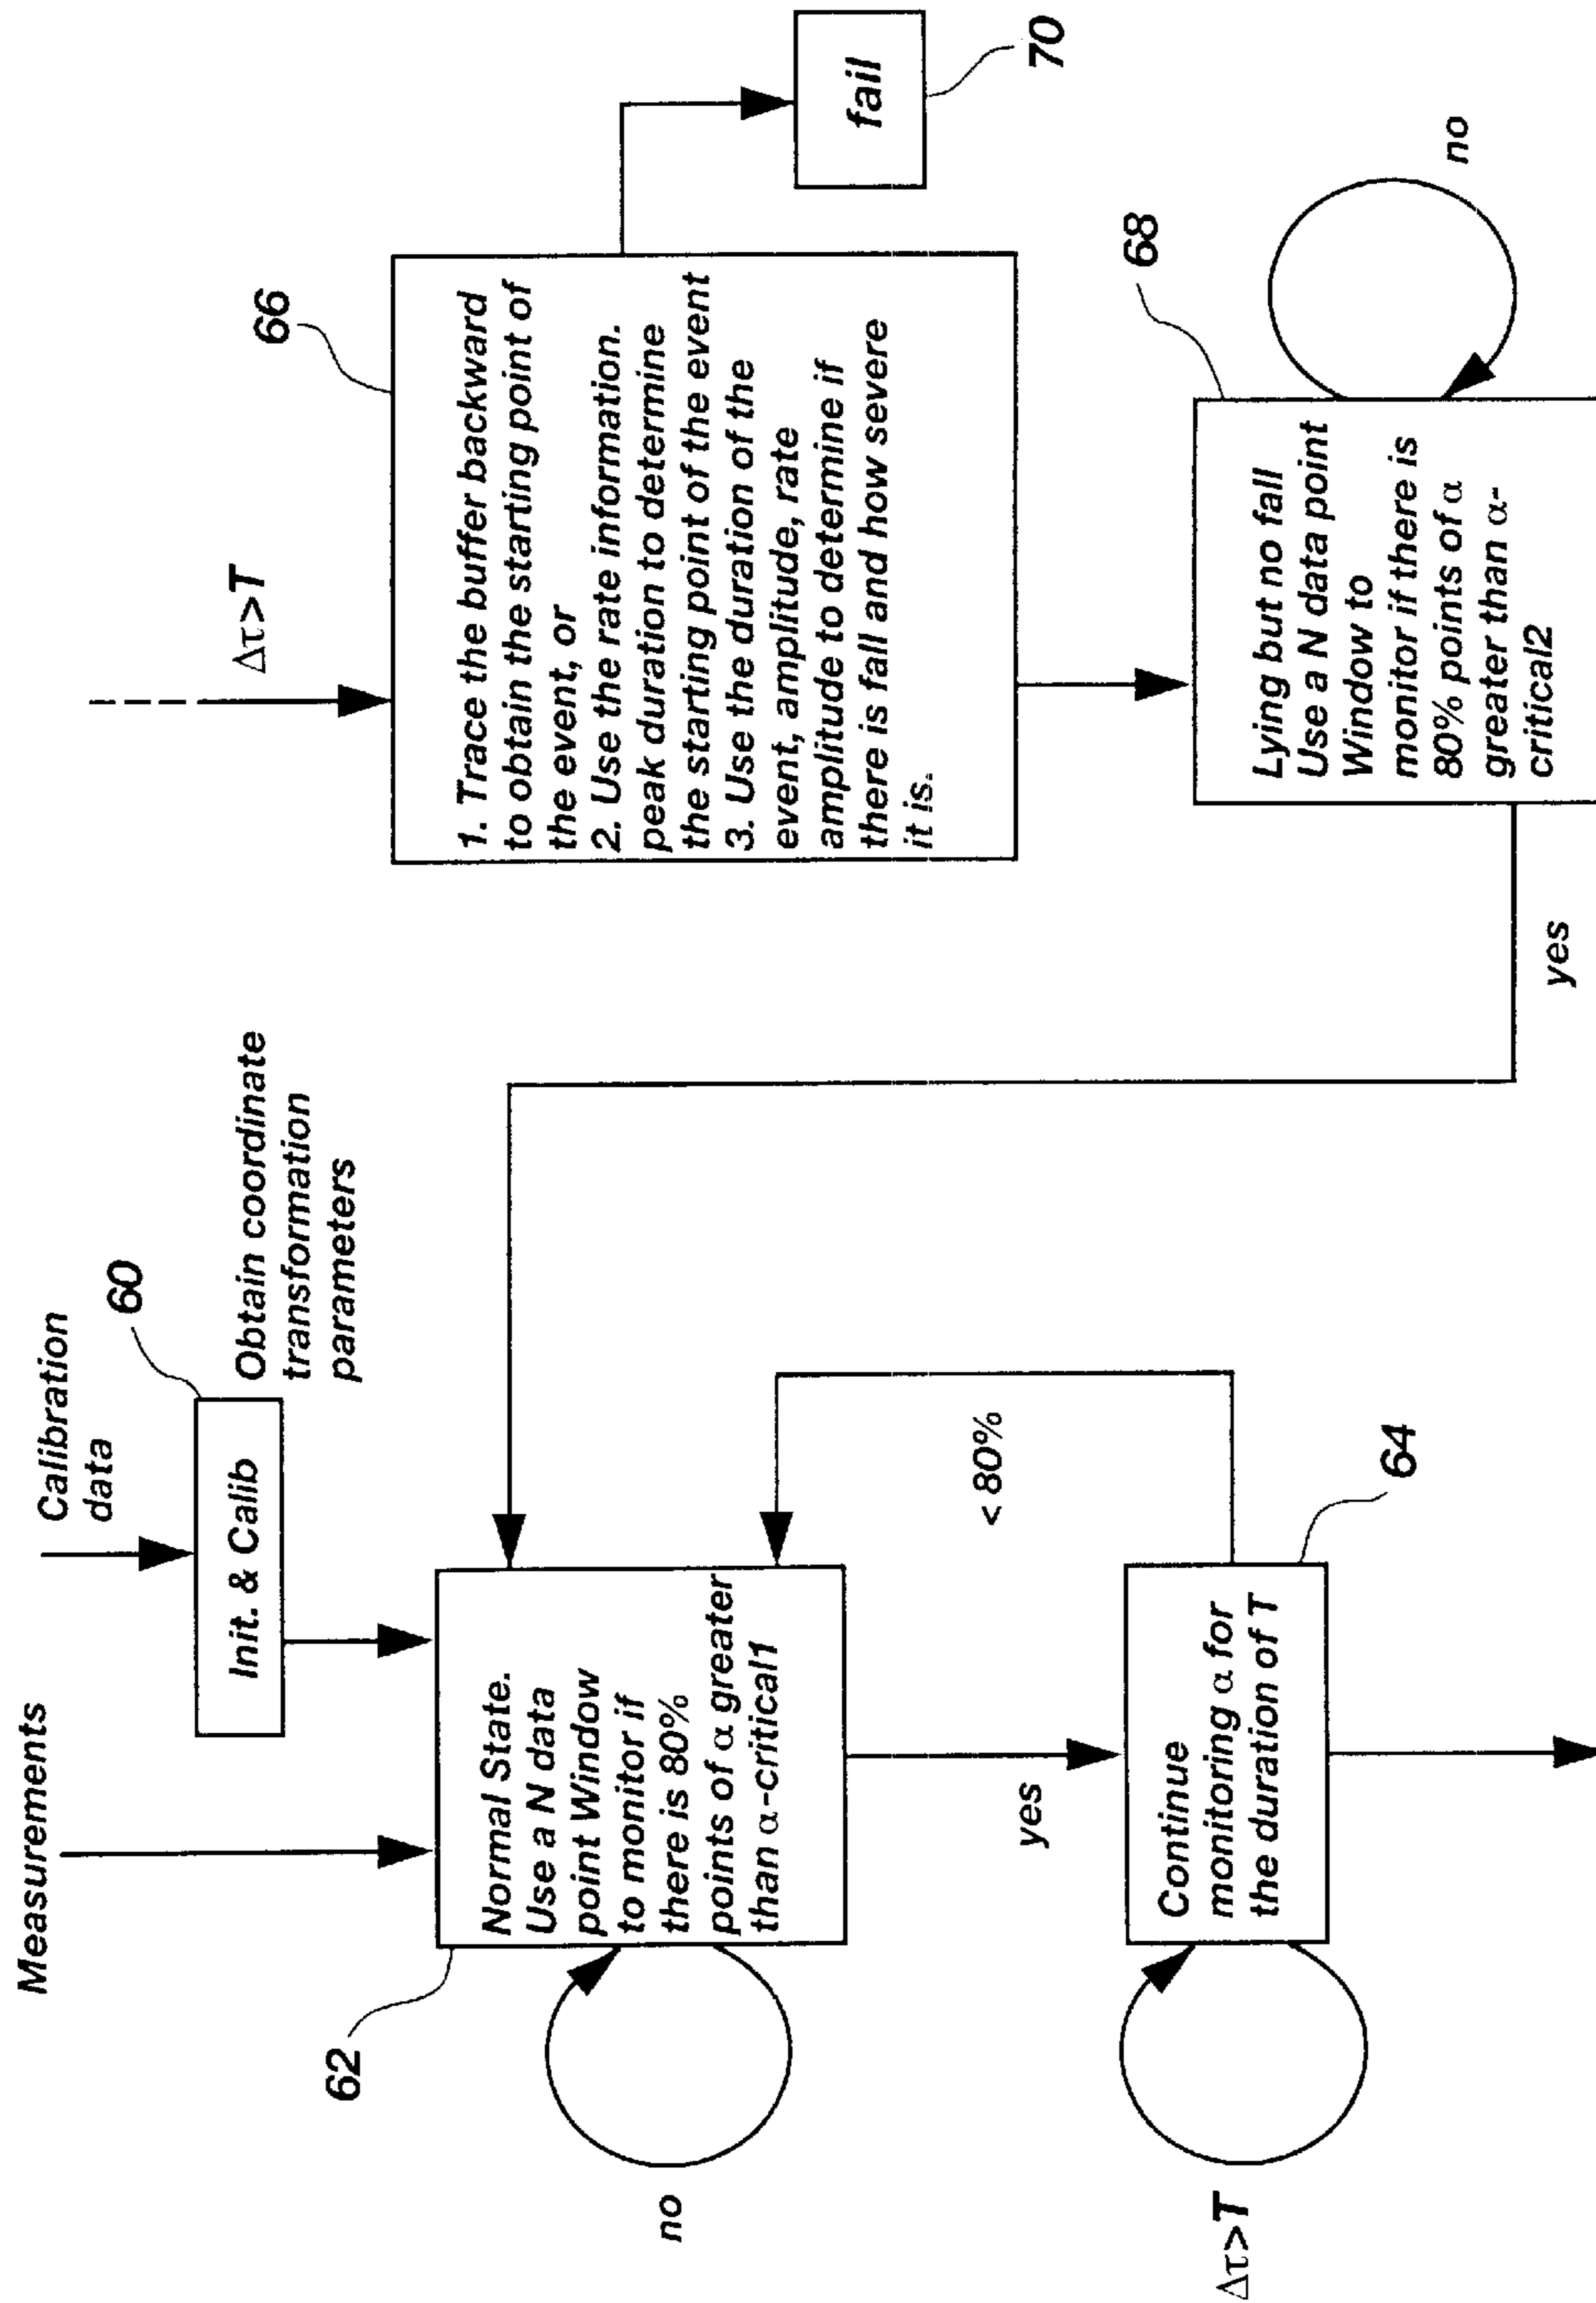 Measurements
Calibration
data
60
Init. & Calib
Obtain coordinate
transformation
parameters
62
Normal State.
Use a N data
point Window
to monitor if
there is 80%
points of α greater
than α-critical1
no
yes
<80%
Continue
monitoring α for
the duration of T
64
Δτ>T
Δτ>T
66
1. Trace the buffer backward
to obtain the starting point of
the event, or
2. Use the rate information.
peak duration to determine
the starting point of the event
3. Use the duration of the
event, amplitude, rate
amplitude to determine if
there is fall and how severe
it is.
fail
70
68
Lying but no fall
Use a N data point
Window to
monitor if there is
80% points of α
greater than α-
critical2
no
yes